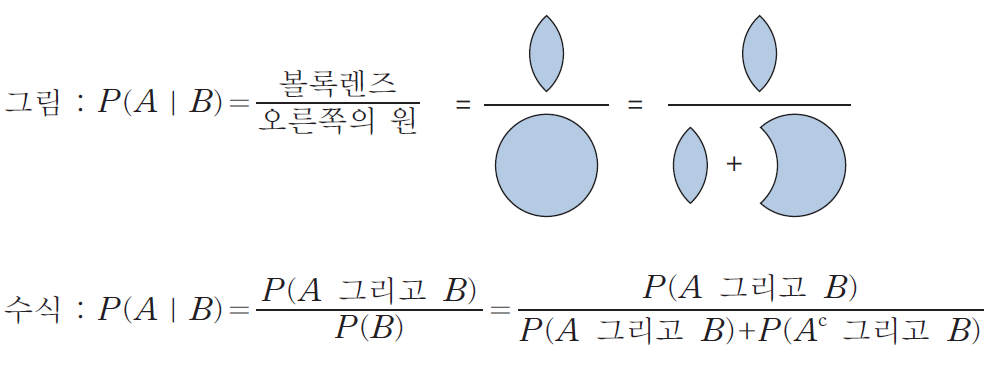 그림 : P(A | B) = 볼록렌즈 / 오른쪽의 원 = = +
수식 : P(A | B) = P(A 그리고 B) / P(B) = P(A 그리고 B) / P(A 그리고 B)+P(Aᶜ 그리고 B)